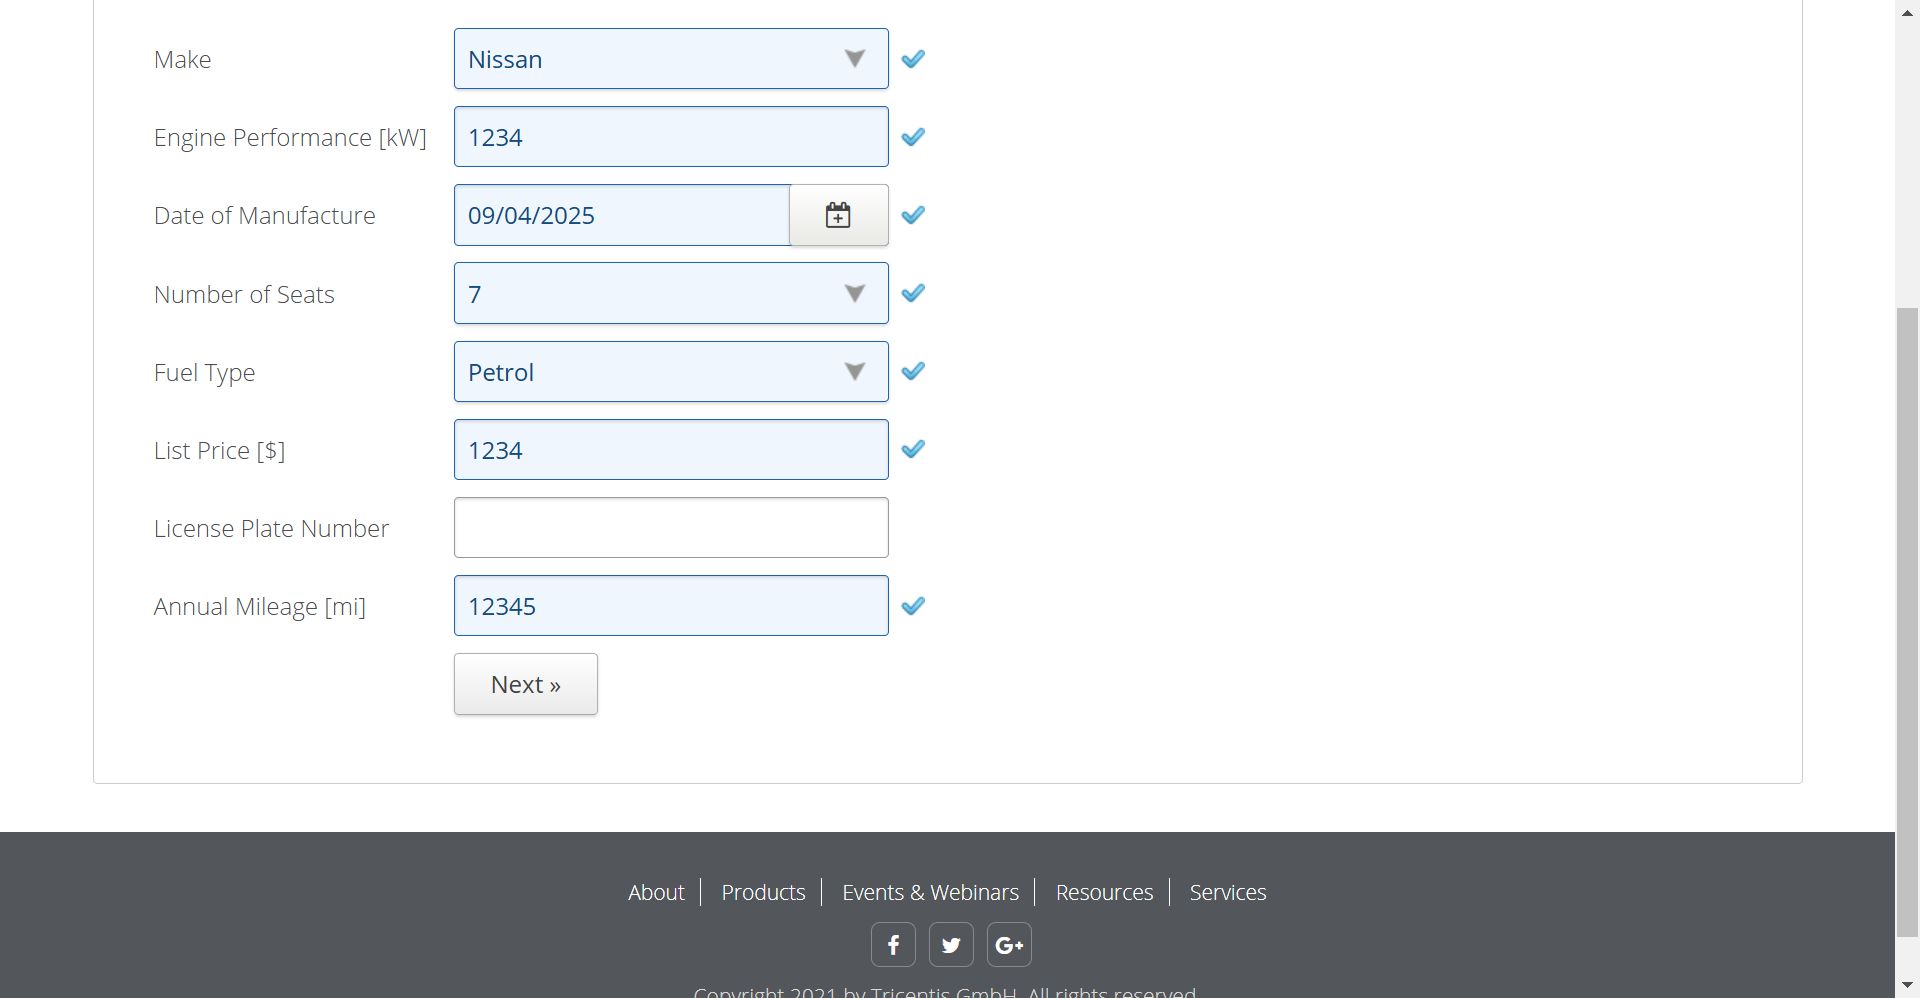 Make Nissan
Engine Performance [kW] 1234
Date of Manufacture 09/04/2025
Number of Seats 7
Fuel Type Petrol
List Price [$] 1234
License Plate Number
Annual Mileage [mi] 12345
Next »
About Products Events & Webinars Resources Services
f G+
Copyright 2021 by Tricentis GmbH. All rights reserved